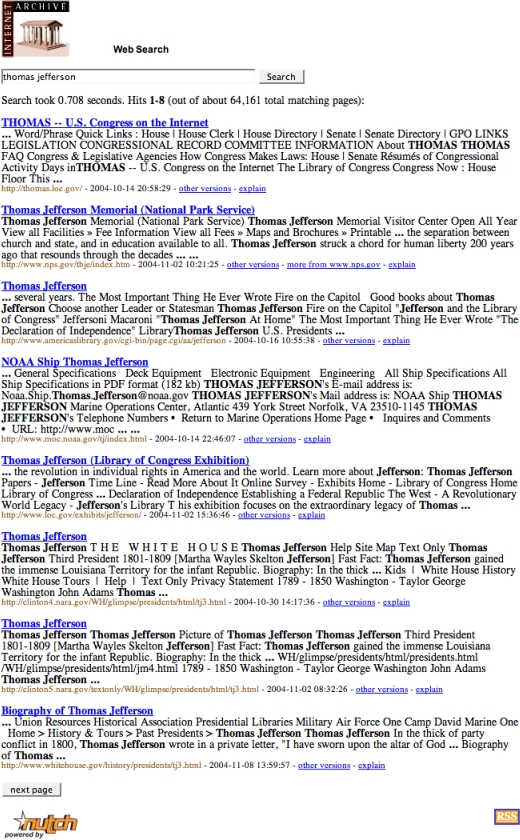 INTERNET ARCHIVE
Web Search
thomas jefferson Search
Search took 0.708 seconds. Hits 1-8 (out of about 64,161 total matching pages):
THOMAS -- U.S. Congress on the Internet
... Word/Phrase Quick Links : House | House Clerk | House Directory | Senate | Senate Directory | GPO LINKS
LEGISLATION CONGRESSIONAL RECORD COMMITTEE INFORMATION About THOMAS THOMAS
FAQ Congress & Legislative Agencies How Congress Makes Laws: House | Senate Résumés of Congressional
Activity Days inTHOMAS -- U.S. Congress on the Internet The Library of Congress Congress Now : House
Floor This ...
http://thomas.loc.gov/ - 2004-10-14 20:58:29 - other versions - explain
Thomas Jefferson Memorial (National Park Service)
Thomas Jefferson Memorial (National Park Service) Thomas Jefferson Memorial Visitor Center Open All Year
View all Facilities » Fee Information View all Fees » Maps and Brochures » Printable ... the separation between
church and state, and in education available to all. Thomas Jefferson struck a chord for human liberty 200 years
ago that resounds through the decades ... ...
http://www.nps.gov/thje/index.htm - 2004-11-02 10:21:25 - other versions - more from www.nps.gov - explain
Thomas Jefferson
... several years. The Most Important Thing He Ever Wrote Fire on the Capitol Good books about Thomas
Jefferson Choose another Leader or Statesman Thomas Jefferson Fire on the Capitol "Jefferson and the Library
of Congress" Jeffersoni Macaroni "Thomas Jefferson At Home" The Most Important Thing He Ever Wrote "The
Declaration of Independence" LibraryThomas Jefferson U.S. Presidents ...
http://www.americaslibrary.gov/cgi-bin/page.cgi/aa/jefferson - 2004-10-16 10:55:38 - other versions - explain
NOAA Ship Thomas Jefferson
... General Specifications Deck Equipment Electronic Equipment Engineering All Ship Specifications All
Ship Specifications in PDF format (182 kb) THOMAS JEFFERSON's E-mail address is:
Noaa.Ship.Thomas.Jefferson@noaa.gov THOMAS JEFFERSON's Mail address is: NOAA Ship THOMAS
JEFFERSON Marine Operations Center, Atlantic 439 York Street Norfolk, VA 23510-1145 THOMAS
JEFFERSON's Telephone Numbers • Return to Marine Operations Home Page • Inquires and Comments
• URL: http://www.moc ... ...
http://www.moc.noaa.gov/tj/index.html - 2004-10-14 22:46:07 - other versions - explain
Thomas Jefferson (Library of Congress Exhibition)
... the revolution in individual rights in America and the world. Learn more about Jefferson: Thomas Jefferson
Papers - Jefferson Time Line - Read More About It Online Survey - Exhibits Home - Library of Congress Home
Library of Congress ... Declaration of Independence Establishing a Federal Republic The West - A Revolutionary
World Legacy - Jefferson's Library T his exhibition focuses on the extraordinary legacy of Thomas ...
http://www.loc.gov/exhibits/jefferson/ - 2004-11-02 15:36:46 - other versions - explain
Thomas Jefferson
Thomas Jefferson T H E W H I T E H O U S E Thomas Jefferson Help Site Map Text Only Thomas
Jefferson Third President 1801-1809 [Martha Wayles Skelton Jefferson] Fast Fact: Thomas Jefferson gained
the immense Louisiana Territory for the infant Republic. Biography: In the thick ... Kids | White House History
White House Tours | Help | Text Only Privacy Statement 1789 - 1850 Washington - Taylor George
Washington John Adams Thomas ...
http://clinton4.nara.gov/WH/glimpse/presidents/html/tj3.html - 2004-10-30 14:17:36 - other versions - explain
Thomas Jefferson
Thomas Jefferson Thomas Jefferson Picture of Thomas Jefferson Thomas Jefferson Third President
1801-1809 [Martha Wayles Skelton Jefferson] Fast Fact: Thomas Jefferson gained the immense Louisiana
Territory for the infant Republic. Biography: In the thick ... WH/glimpse/presidents/html/presidents.html
/WH/glimpse/presidents/html/jm4.html 1789 - 1850 Washington - Taylor George Washington John Adams
Thomas Jefferson ...
http://clinton5.nara.gov/textonly/WH/glimpse/presidents/html/tj3.html - 2004-11-02 08:32:26 - other versions - explain
Biography of Thomas Jefferson
... Union Resources Historical Association Presidential Libraries Military Air Force One Camp David Marine One
Home > History & Tours > Past Presidents > Thomas Jefferson Thomas Jefferson In the thick of party
conflict in 1800, Thomas Jefferson wrote in a private letter, "I have sworn upon the altar of God ... Biography
of Thomas ...
http://www.whitehouse.gov/history/presidents/tj3.html - 2004-11-08 13:59:57 - other versions - explain
next page
powered by nutch
RSS